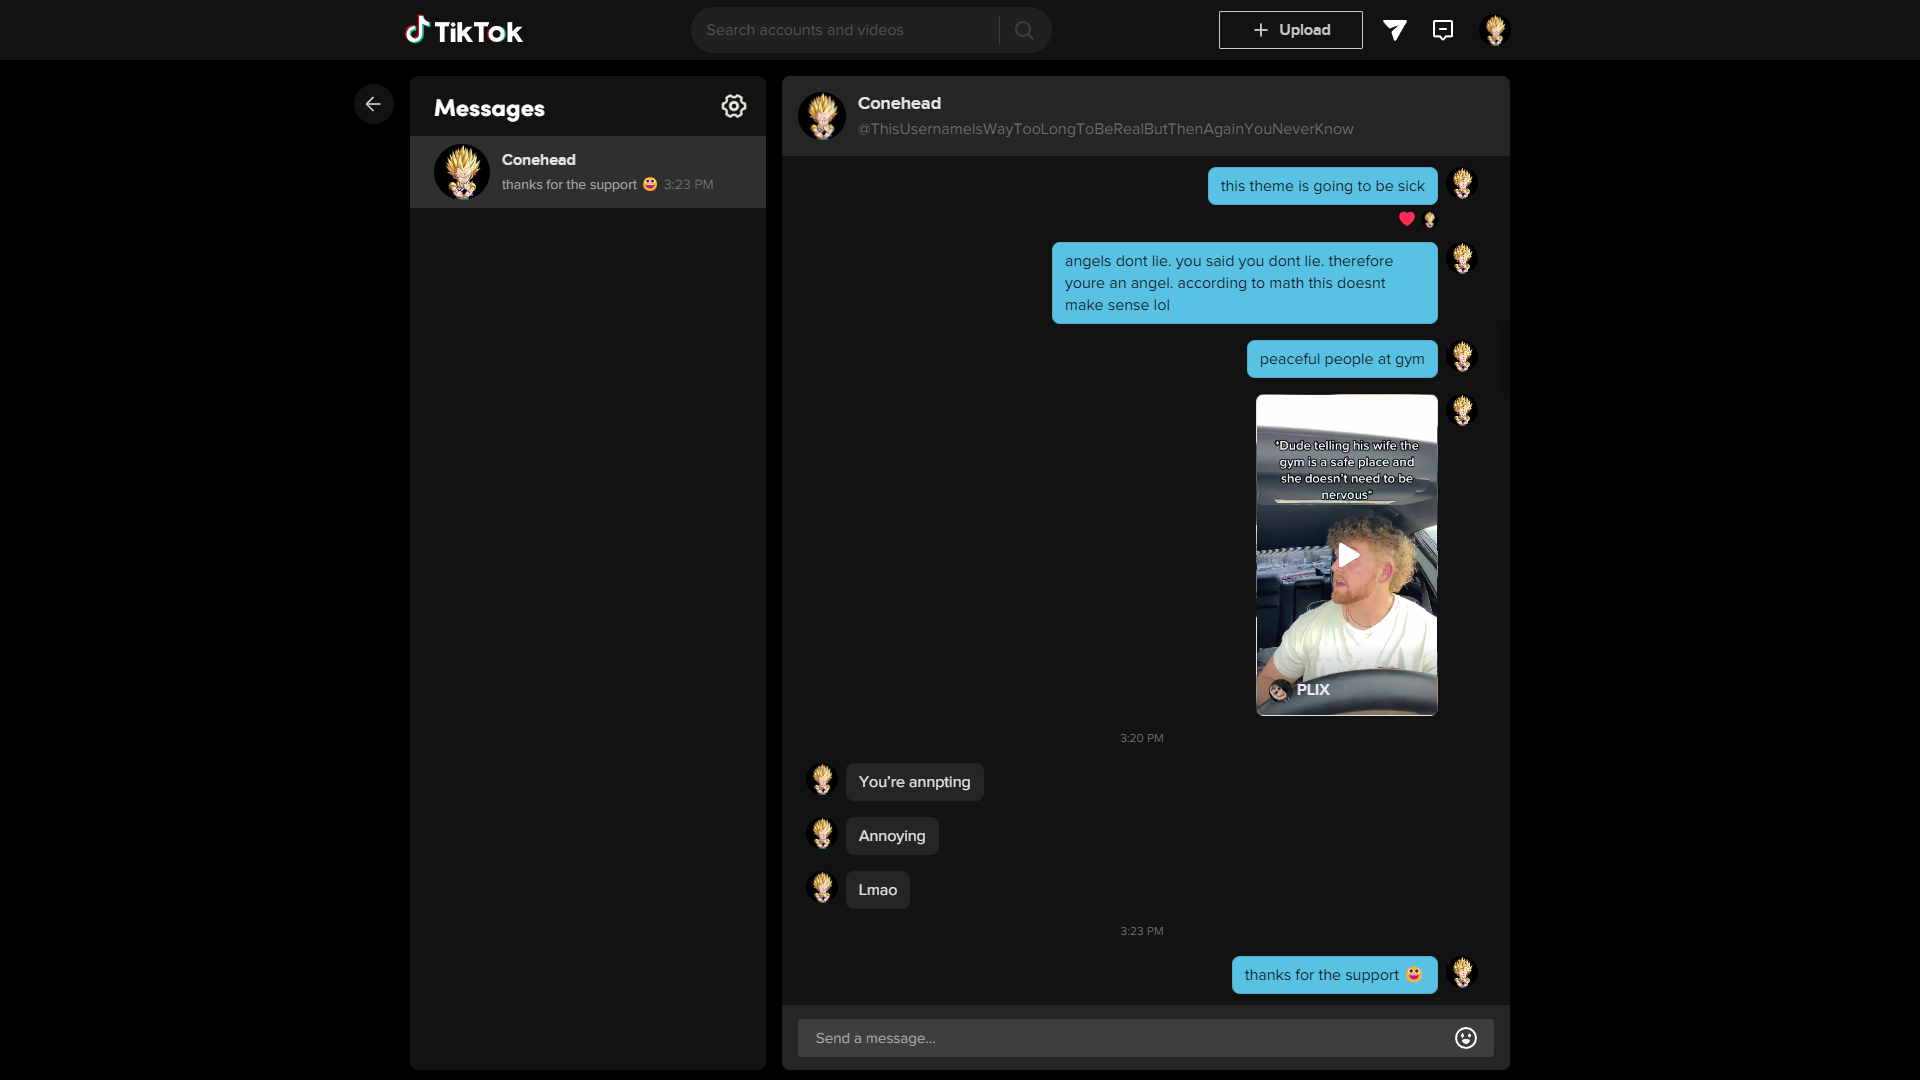 TikTok
Search accounts and videos
Upload
Messages
Conehead
thanks for the support 😀 3:23 PM
Conehead
@ThisUsernameIsWayTooLongToBeRealButThenAgainYouNeverKnow
this theme is going to be sick
angels dont lie. you said you dont lie. therefore
youre an angel. according to math this doesnt
make sense lol
peaceful people at gym
"Dude telling his wife the
gym is a safe place and
she doesn't need to be
nervous"
PLIX
3:20 PM
You’re annpting
Annoying
Lmao
3:23 PM
thanks for the support 😀
Send a message...